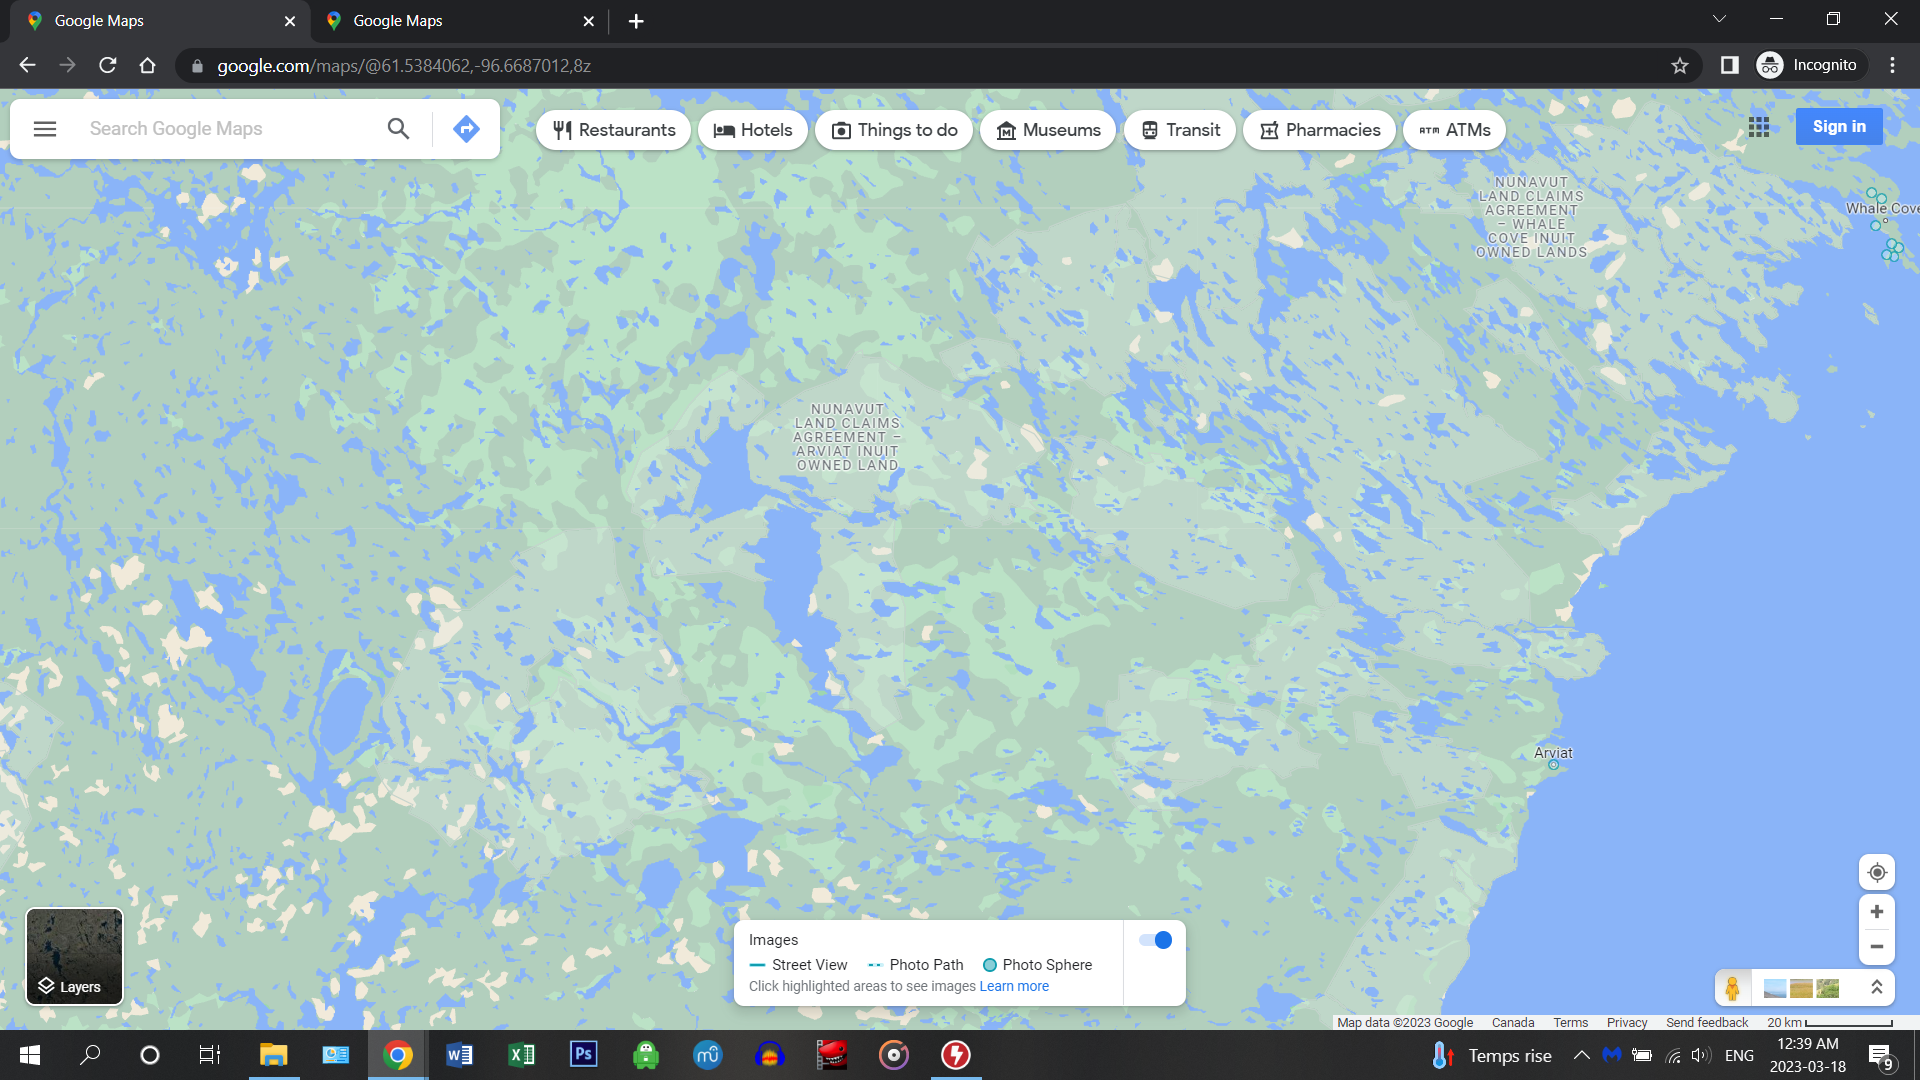 Google Maps
Google Maps
google.com/maps/@61.5384062,-96.6687012,8z
Incognito
Search Google Maps
Restaurants
Hotels
Things to do
Museums
Transit
Pharmacies
ATM ATMs
Sign in
NUNAVUT
LAND CLAIMS
AGREEMENT
– WHALE
COVE INUIT
OWNED LANDS
Whale Cove
NUNAVUT
LAND CLAIMS
AGREEMENT –
ARVIAT INUIT
OWNED LAND
Arviat
Layers
Images
Street View
Photo Path
Photo Sphere
Click highlighted areas to see images Learn more
Map data ©2023 Google
Canada
Terms
Privacy
Send feedback
20 km
W
X
Ps
mu
Temps rise
ENG
12:39 AM
2023-03-18
9